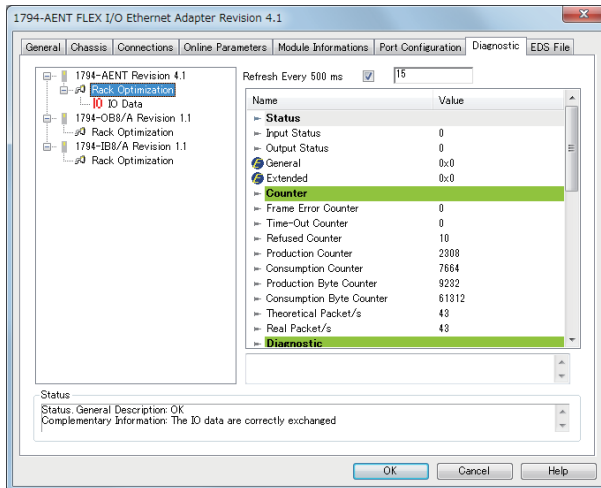 1794-AENT FLEX I/O Ethernet Adapter Revision 4.1
General Chassis Connections Online Parameters Module Informations Port Configuration Diagnostic EDS File
1794-AENT Revision 4.1
Rack Optimization
IO IO Data
1794-OB8/A Revision 1.1
Rack Optimization
1794-IB8/A Revision 1.1
Rack Optimization
Refresh Every 500 ms 15
Name Value
Status
Input Status 0
Output Status 0
General 0x0
Extended 0x0
Counter
Frame Error Counter 0
Time-Out Counter 0
Refused Counter 10
Production Counter 2308
Consumption Counter 7664
Production Byte Counter 9232
Consumption Byte Counter 61312
Theoretical Packet/s 43
Real Packet/s 43
Diagnostic
Status
Status. General Description: OK
Complementary Information: The IO data are correctly exchanged
OK Cancel Help